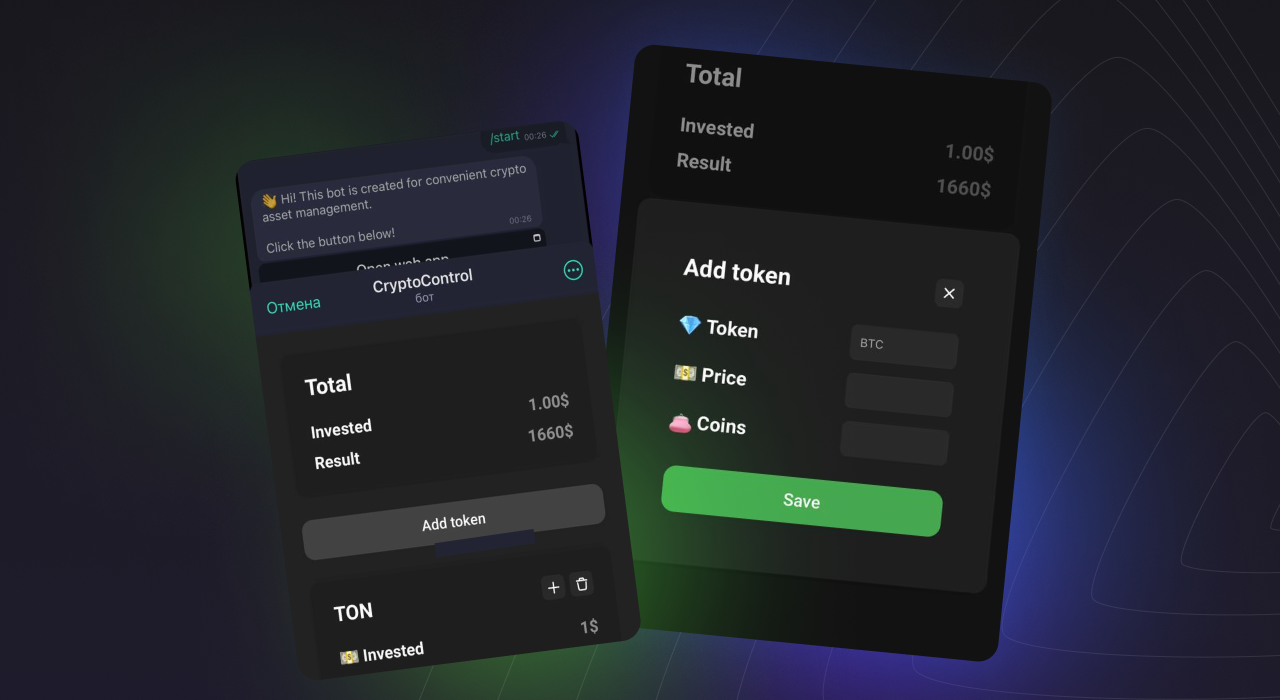 /start 00:26
👋 Hi! This bot is created for convenient crypto
asset management.
Click the button below!
00:26
Open web app
Отмена
CryptoControl
бот
Total
Invested
1.00$
Result
1660$
Add token
TON
💵 Invested
1$
Total
Invested
1.00$
Result
1660$
Add token
💎 Token
BTC
💵 Price
👛 Coins
Save